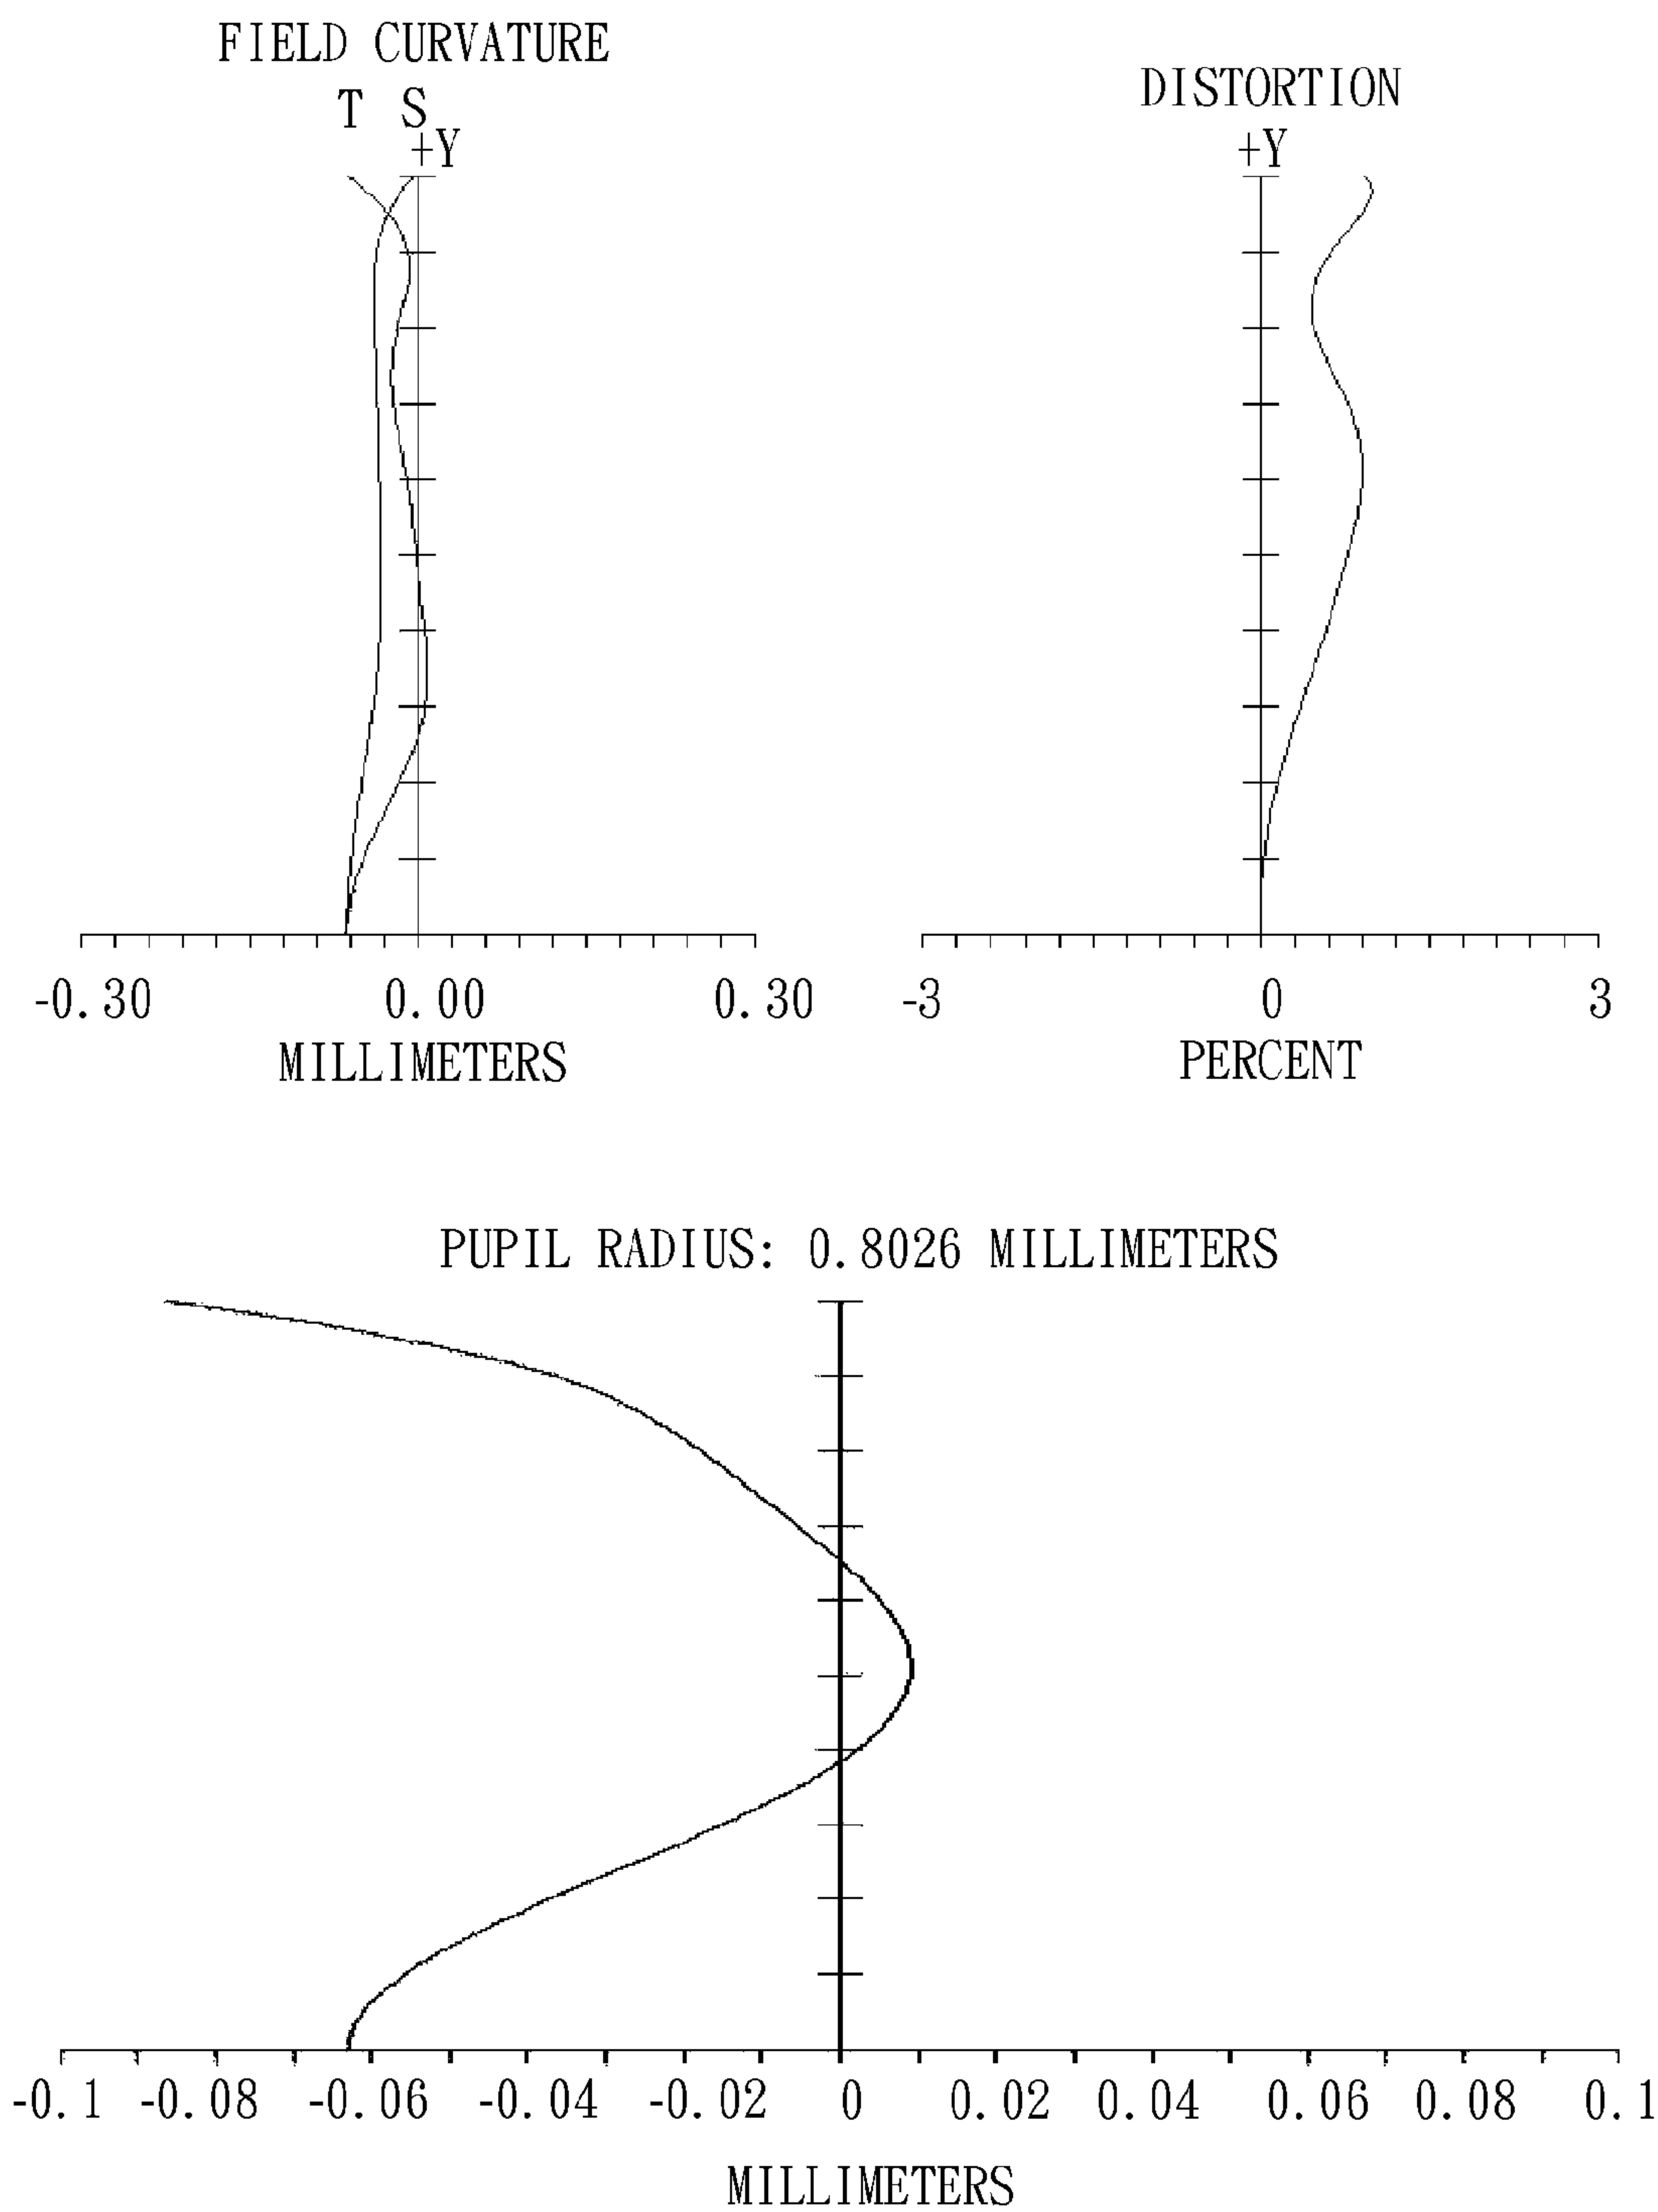 FIELD CURVATURE
T S
+Y
-0.30 0.00 0.30
MILLIMETERS
DISTORTION
+Y
-3 0 3
PERCENT
PUPIL RADIUS: 0.8026 MILLIMETERS
-0.1 -0.08 -0.06 -0.04 -0.02 0 0.02 0.04 0.06 0.08 0.1
MILLIMETERS